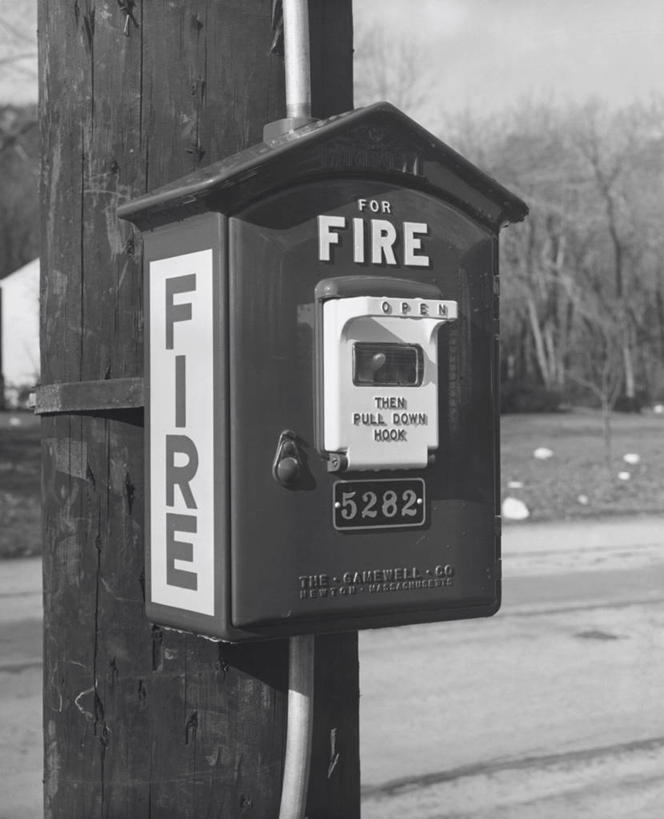 FOR
FIRE
FIRE
OPEN
THEN
PULL DOWN
HOOK
5282
THE · GAMEWELL · CO
NEWTON · MASSACHUSETTS